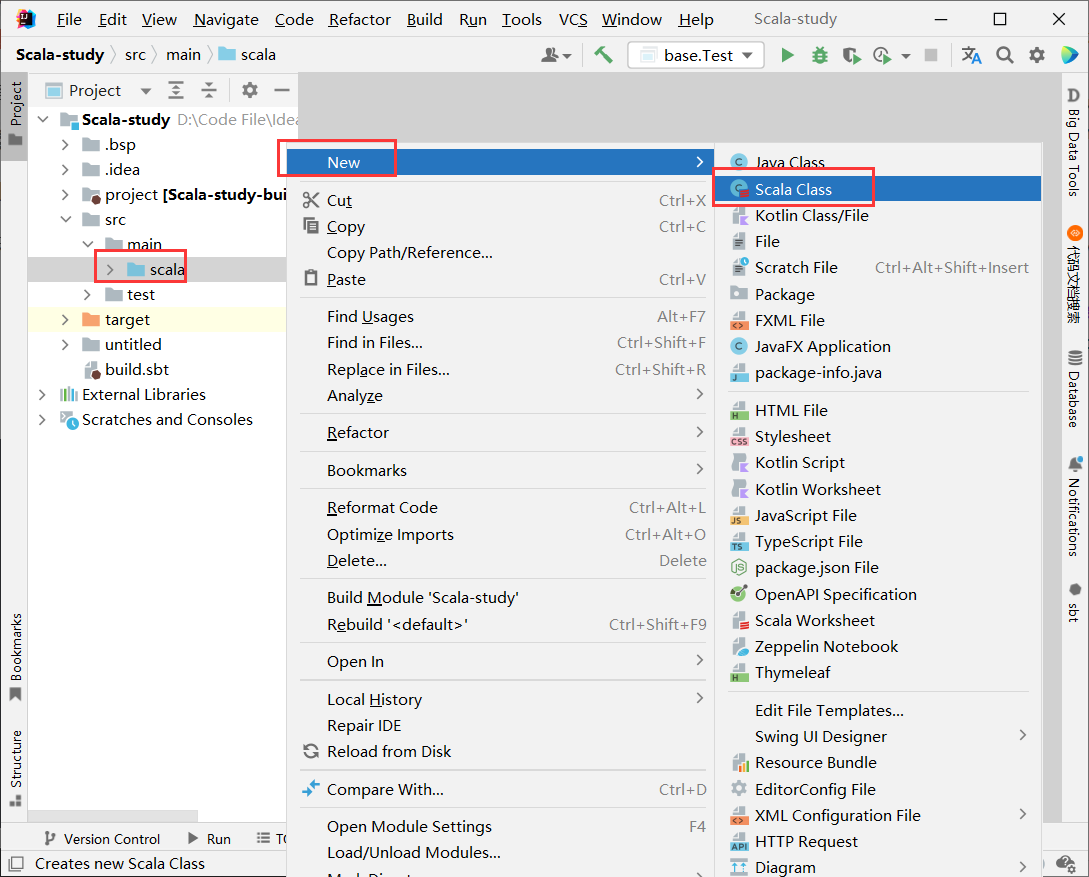 File Edit View Navigate Code Refactor Build Run Tools VCS Window Help Scala-study
Scala-study src main scala
base.Test
Project
Project
Scala-study D:\Code File\Idea
.bsp
.idea
project [Scala-study-bui
src
main
scala
test
target
untitled
build.sbt
External Libraries
Scratches and Consoles
New
Cut Ctrl+X
Copy Ctrl+C
Copy Path/Reference...
Paste Ctrl+V
Find Usages Alt+F7
Find in Files... Ctrl+Shift+F
Replace in Files... Ctrl+Shift+R
Analyze
Refactor
Bookmarks
Reformat Code Ctrl+Alt+L
Optimize Imports Ctrl+Alt+O
Delete... Delete
Build Module 'Scala-study'
Rebuild '<default>' Ctrl+Shift+F9
Open In
Local History
Repair IDE
Reload from Disk
Compare With... Ctrl+D
Open Module Settings F4
Load/Unload Modules...
Java Class
Scala Class
Kotlin Class/File
File
Scratch File Ctrl+Alt+Shift+Insert
Package
FXML File
JavaFX Application
package-info.java
HTML File
Stylesheet
Kotlin Script
Kotlin Worksheet
JavaScript File
TypeScript File
package.json File
OpenAPI Specification
Scala Worksheet
Zeppelin Notebook
Thymeleaf
Edit File Templates...
Swing UI Designer
Resource Bundle
EditorConfig File
XML Configuration File
HTTP Request
Diagram
Big Data Tools
代码文档搜索
Database
Notifications
sbt
Bookmarks
Structure
Version Control Run
Creates new Scala Class